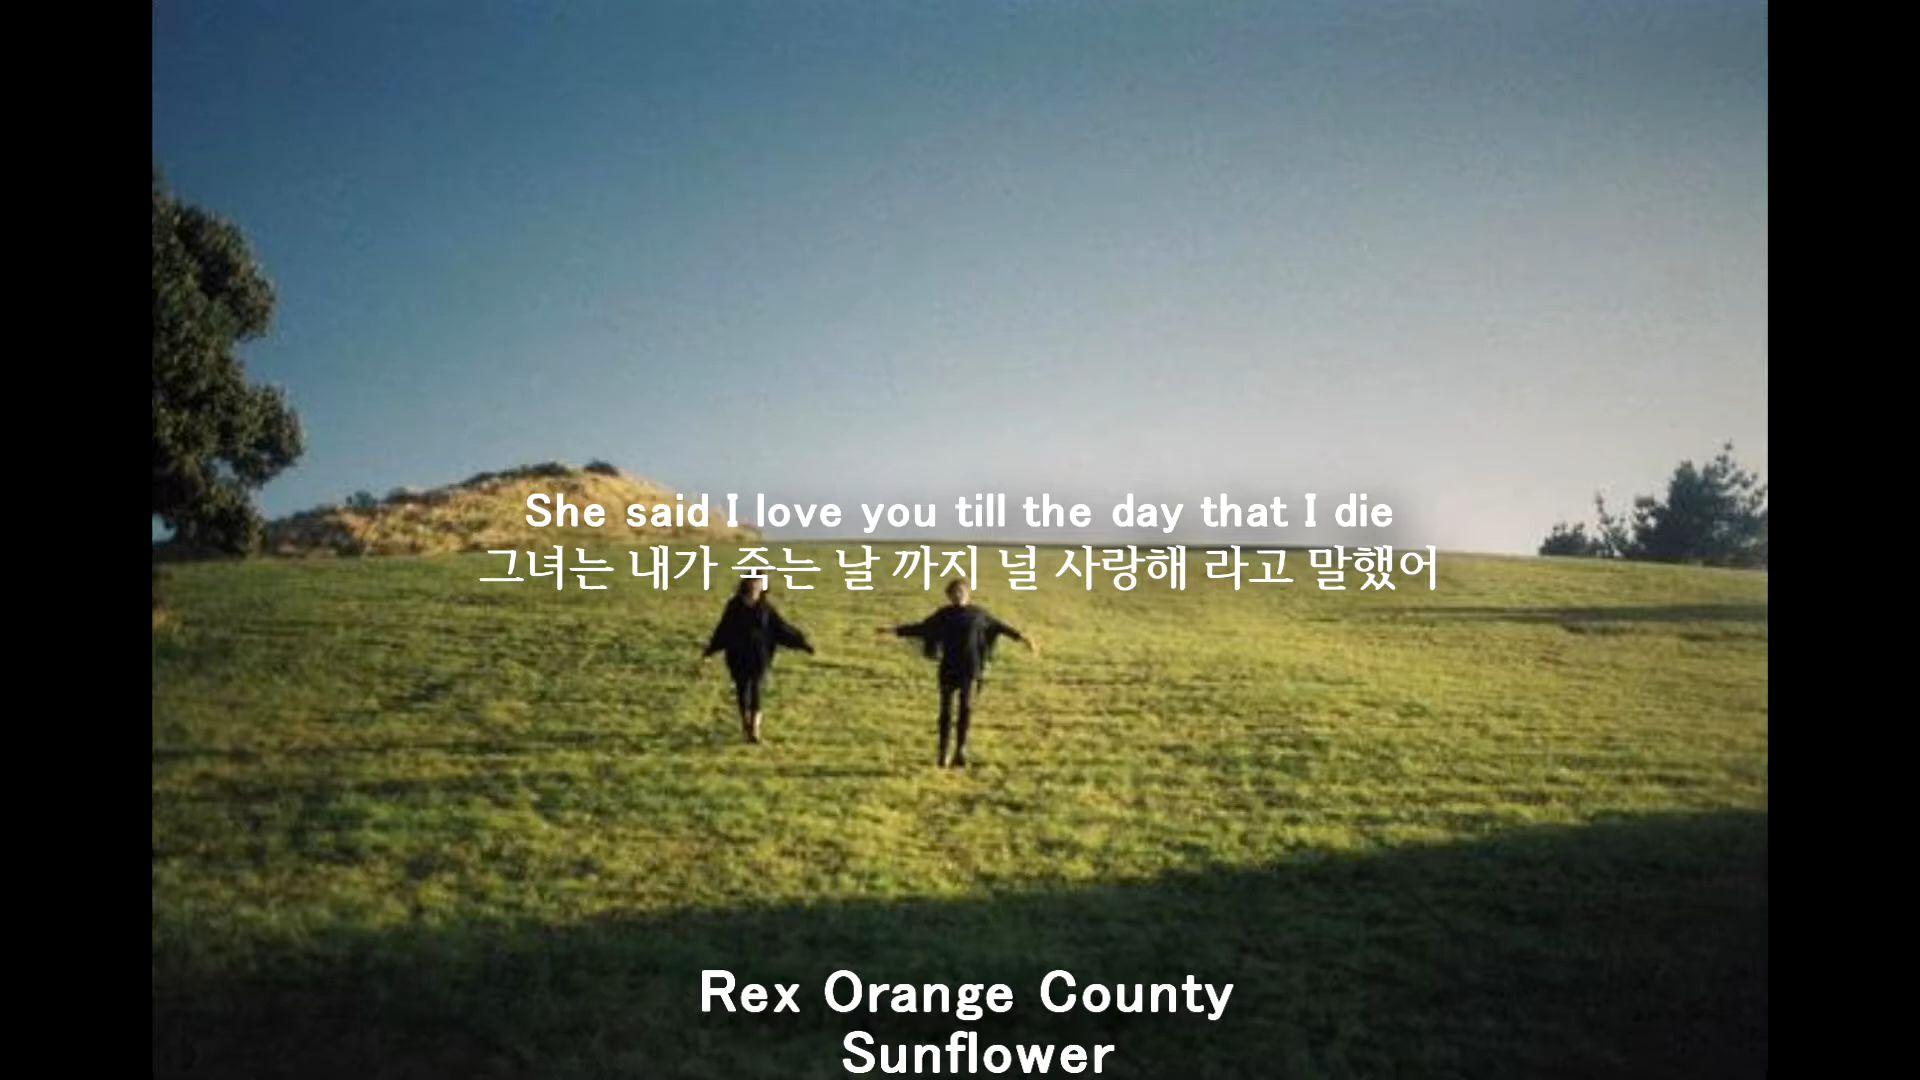 She said I love you till the day that I die
그녀는 내가 죽는 날 까지 널 사랑해 라고 말했어
Rex Orange County
Sunflower